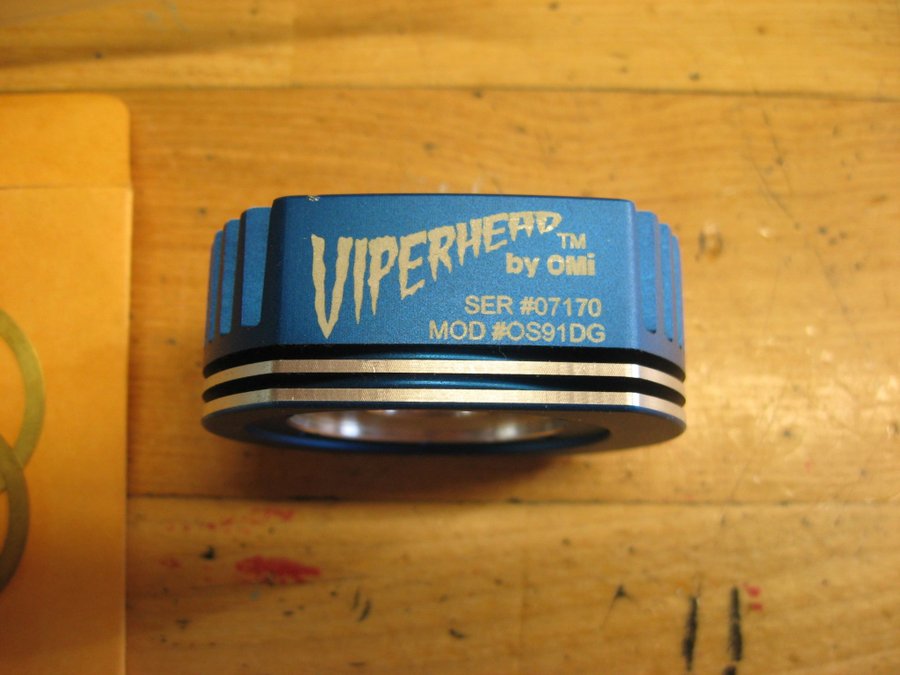 VIPERHEAD™
by OMi
SER #07170
MOD #OS91DG